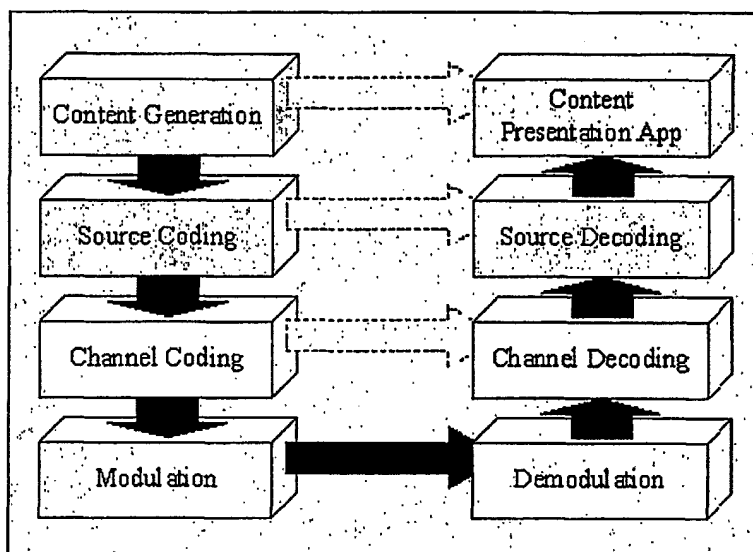 Content Generation
Content
Presentation App
Source Coding
Source Decoding
Channel Coding
Channel Decoding
Modulation
Demodulation